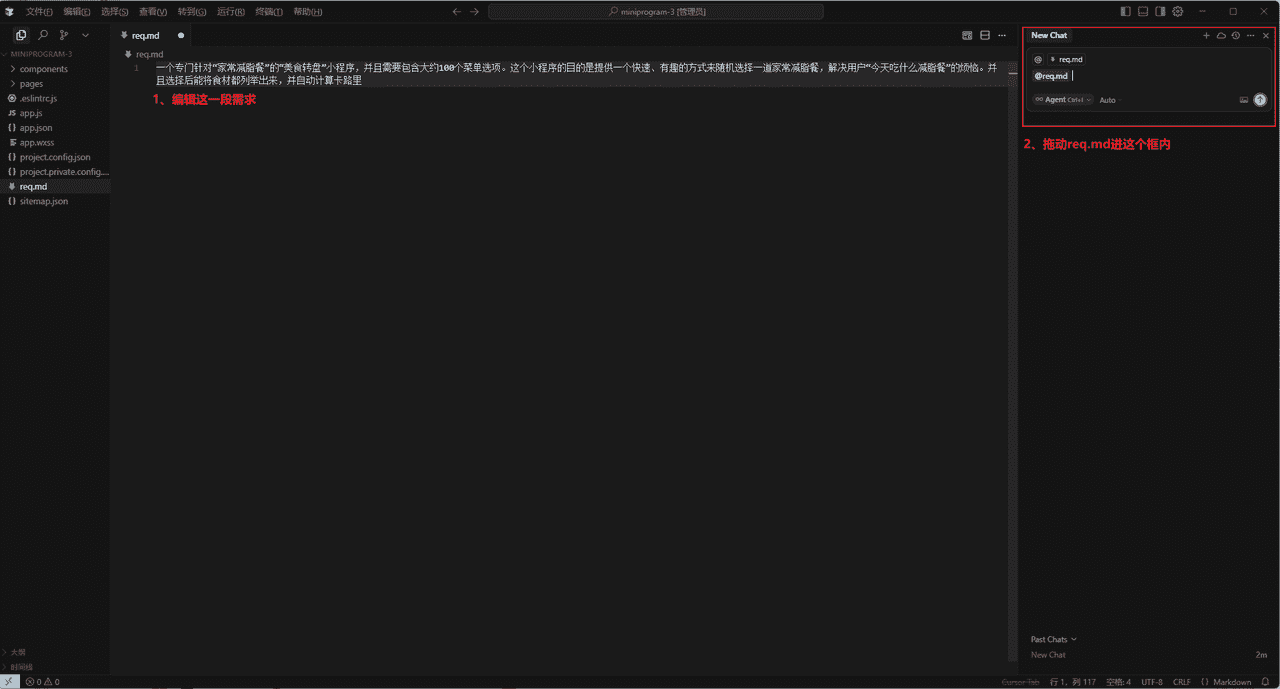 文件(F) 编辑(E) 选择(S) 查看(V) 转到(G) 运行(R) 终端(T) 帮助(H)
miniprogram-3 [管理员]
MINIPROGRAM-3
components
pages
.eslintrc.js
JS app.js
{} app.json
app.wxss
{} project.config.json
{} project.private.config....
req.md
{} sitemap.json
大纲
时间线
req.md
req.md
1 一个专门针对“家常减脂餐”的“美食转盘”小程序，并且需要包含大约100个菜单选项。这个小程序的目的是提供一个快速、有趣的方式来随机选择一道家常减脂餐，解决用户“今天吃什么减脂餐”的烦恼。并
且选择后能将食材都列举出来，并自动计算卡路里
1、编辑这一段需求
New Chat
@ req.md
@req.md
Agent Ctrl+I Auto
2、拖动req.md进这个框内
Past Chats
New Chat 2m
0 0
Cursor Tab 行 1，列 117 空格: 4 UTF-8 CRLF {} Markdown